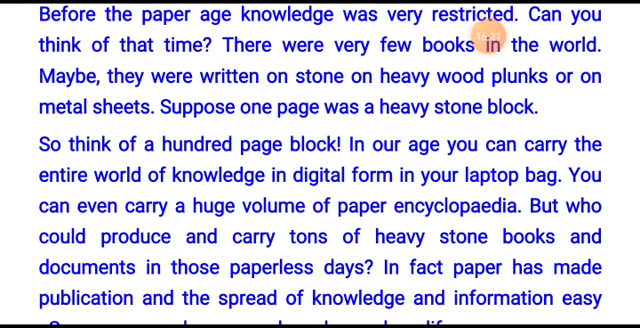 Before the paper age knowledge was very restricted. Can you
think of that time? There were very few books in the world.
Maybe, they were written on stone on heavy wood plunks or on
metal sheets. Suppose one page was a heavy stone block.
So think of a hundred page block! In our age you can carry the
entire world of knowledge in digital form in your laptop bag. You
can even carry a huge volume of paper encyclopaedia. But who
could produce and carry tons of heavy stone books and
documents in those paperless days? In fact paper has made
publication and the spread of knowledge and information easy
16:31